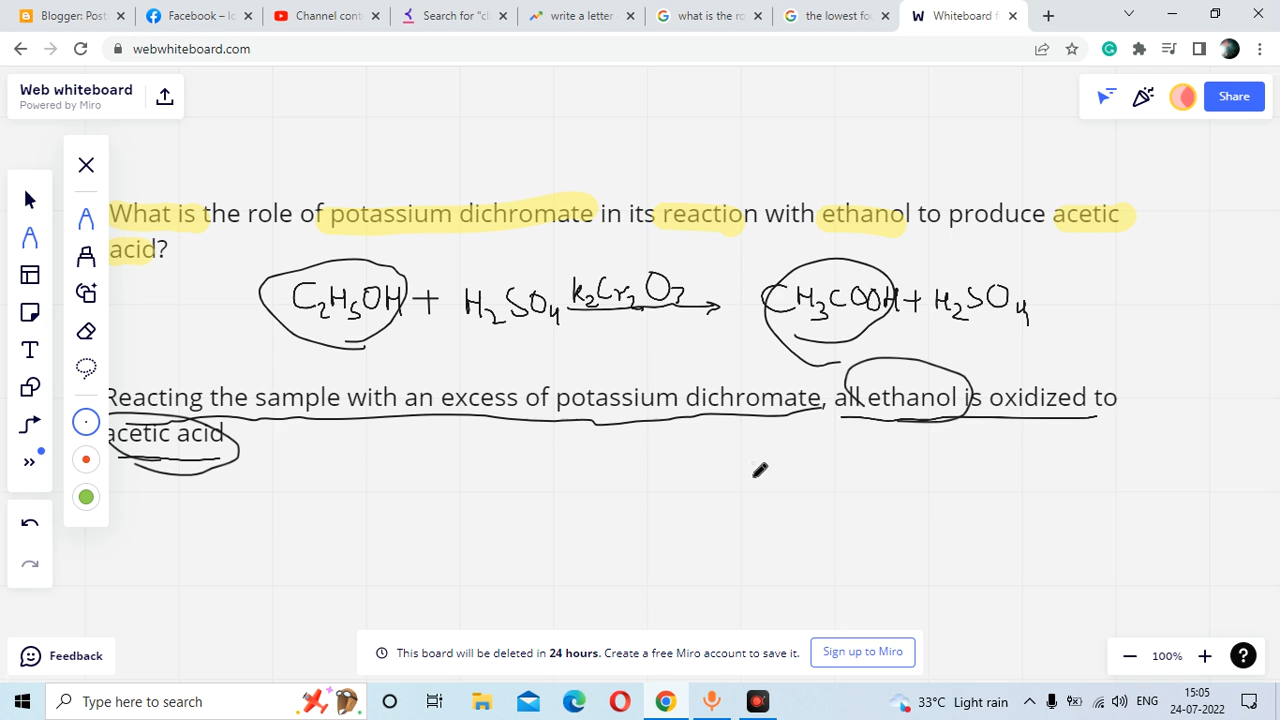 Blogger: Posta
Facebook – lo
Channel cont
Search for "cli
write a letter -
what is the ro
the lowest fou
Whiteboard f
webwhiteboard.com
Web whiteboard
Powered by Miro
Share
What is the role of potassium dichromate in its reaction with ethanol to produce acetic
acid?
C2H5OH + H2SO4 K2Cr2O7 → CH3COOH + H2SO4
Reacting the sample with an excess of potassium dichromate, all ethanol is oxidized to
acetic acid
Feedback
This board will be deleted in 24 hours. Create a free Miro account to save it.
Sign up to Miro
100%
Type here to search
33°C Light rain
ENG
15:05
24-07-2022